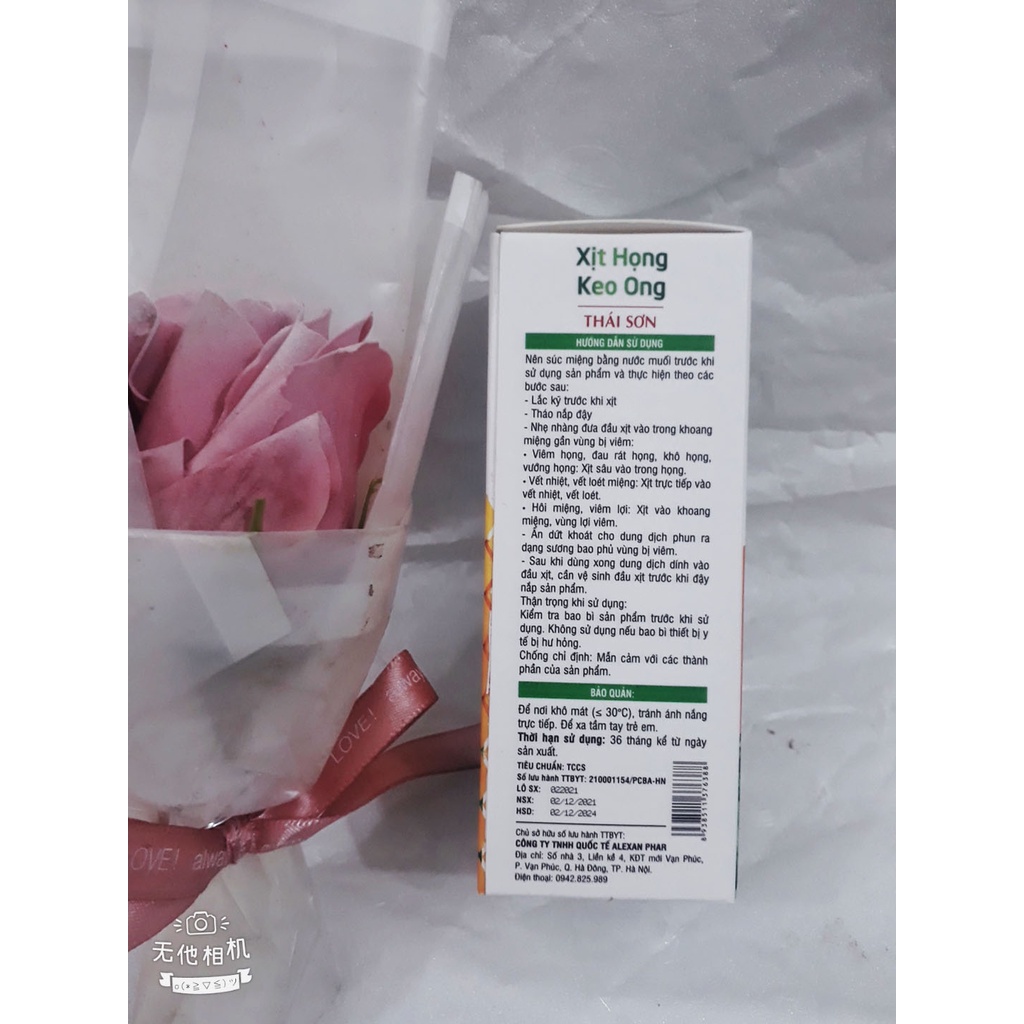 Xịt Họng
Keo Ong
THÁI SƠN
HƯỚNG DẪN SỬ DỤNG
Nên súc miệng bằng nước muối trước khi
sử dụng sản phẩm và thực hiện theo các
bước sau:
- Lắc kỹ trước khi xịt
- Tháo nắp đậy
- Nhẹ nhàng đưa đầu xịt vào trong khoang
miệng gần vùng bị viêm:
• Viêm họng, đau rát họng, khô họng,
vướng họng: Xịt sâu vào trong họng.
• Vết nhiệt, vết loét miệng: Xịt trực tiếp vào
vết nhiệt, vết loét.
• Hôi miệng, viêm lợi: Xịt vào khoang
miệng, vùng lợi viêm.
- Ấn dứt khoát cho dung dịch phun ra
dạng sương bao phủ vùng bị viêm.
- Sau khi dùng xong dung dịch dính vào
đầu xịt, cần vệ sinh đầu xịt trước khi đậy
nắp sản phẩm.
Thận trọng khi sử dụng:
Kiểm tra bao bì sản phẩm trước khi sử
dụng. Không sử dụng nếu bao bì thiết bị y
tế bị hư hỏng.
Chống chỉ định: Mẫn cảm với các thành
phần của sản phẩm.
BẢO QUẢN:
Để nơi khô mát (≤ 30°C), tránh ánh nắng
trực tiếp. Để xa tầm tay trẻ em.
Thời hạn sử dụng: 36 tháng kể từ ngày
sản xuất.
TIÊU CHUẨN: TCCS
Số lưu hành TTBYT: 210001154/PCBA-HN
LÔ SX: 022021
NSX: 02/12/2021
HSD: 02/12/2024
8938511576388
Chủ sở hữu số lưu hành TTBYT:
CÔNG TY TNHH QUỐC TẾ ALEXAN PHAR
Địa chỉ: Số nhà 3, Liền kề 4, KĐT mới Vạn Phúc,
P. Vạn Phúc, Q. Hà Đông, TP. Hà Nội.
Điện thoại: 0942.825.989
LOVE!
alway
LOVE!
alway
无他相机
o(*≧▽≦)ツ